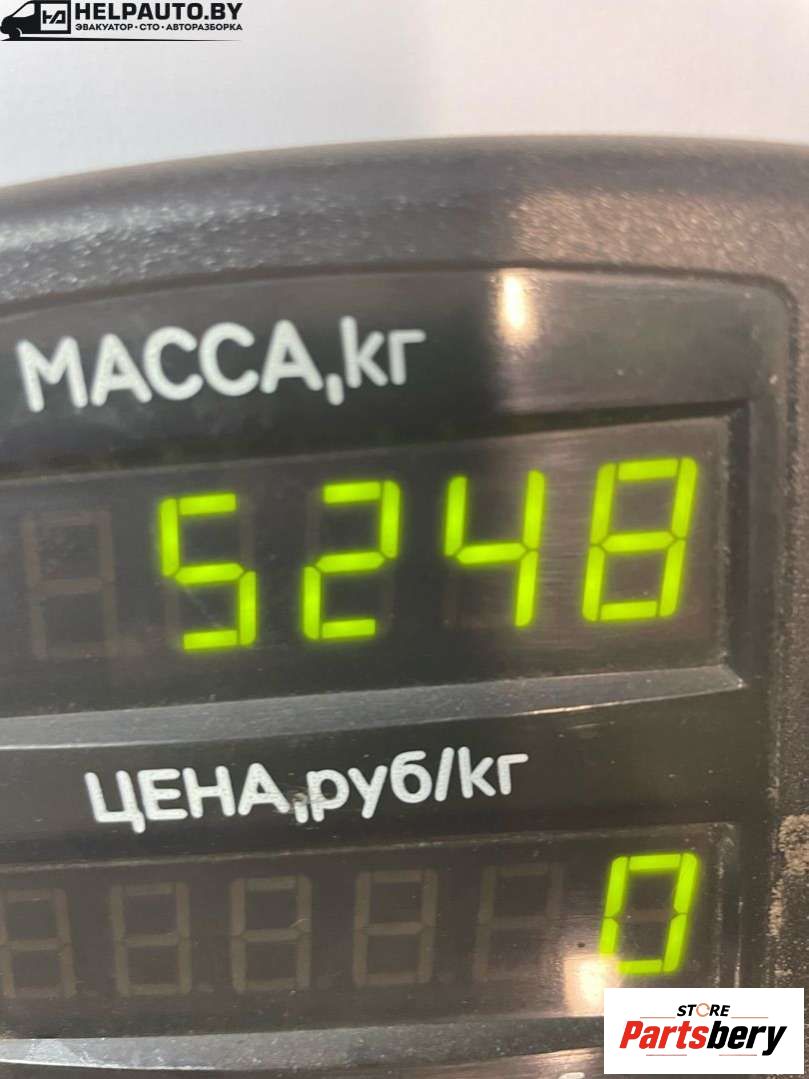 HELPAUTO.BY
ЭВАКУАТОР • СТО • АВТОРАЗБОРКА
МАССА,кг
5248
ЦЕНА,руб/кг
0
STORE
Partsbery